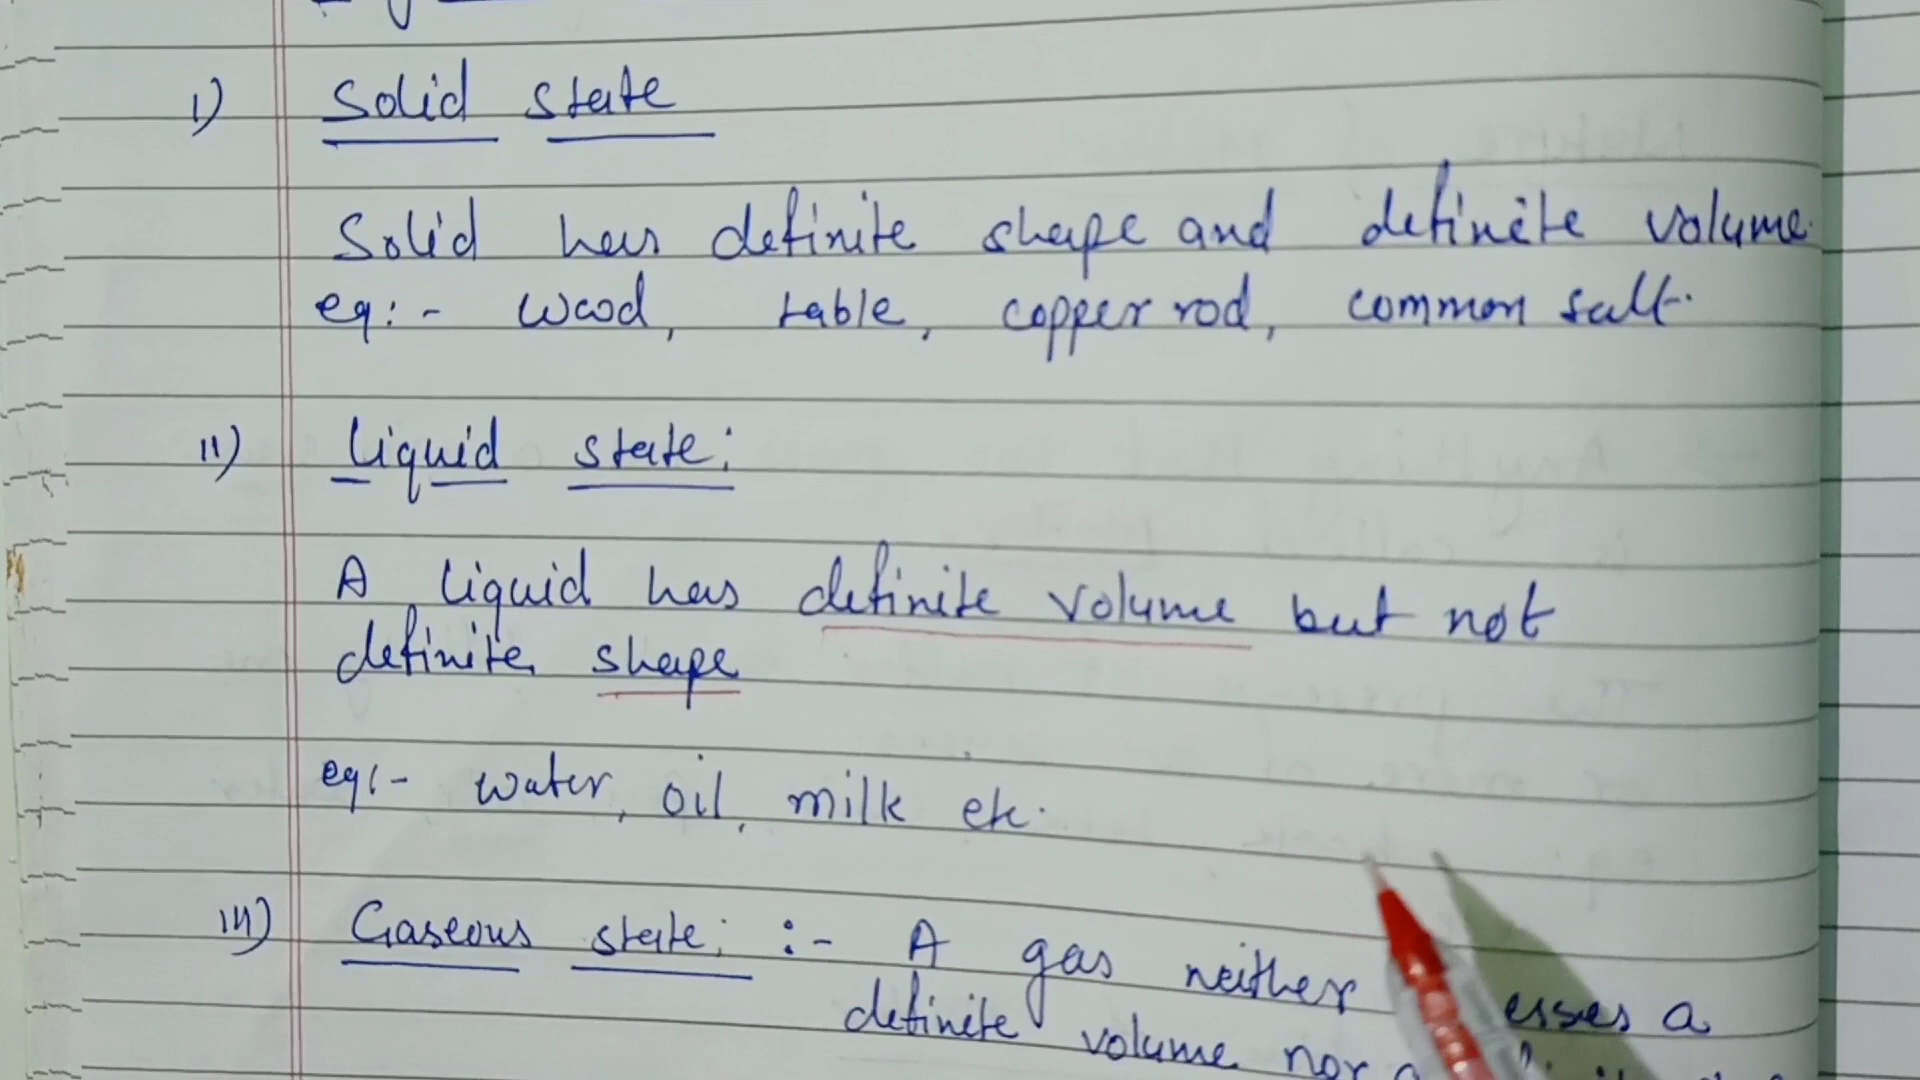 I) Solid state
Solid has definite shape and definite volume.
eg:- Wood, table, copper rod, common salt.
II) Liquid state:
A liquid has definite volume but not
definite shape
eg:- water, oil, milk etc.
III) Gaseous state: :- A gas neither esses a
definite volume nor a